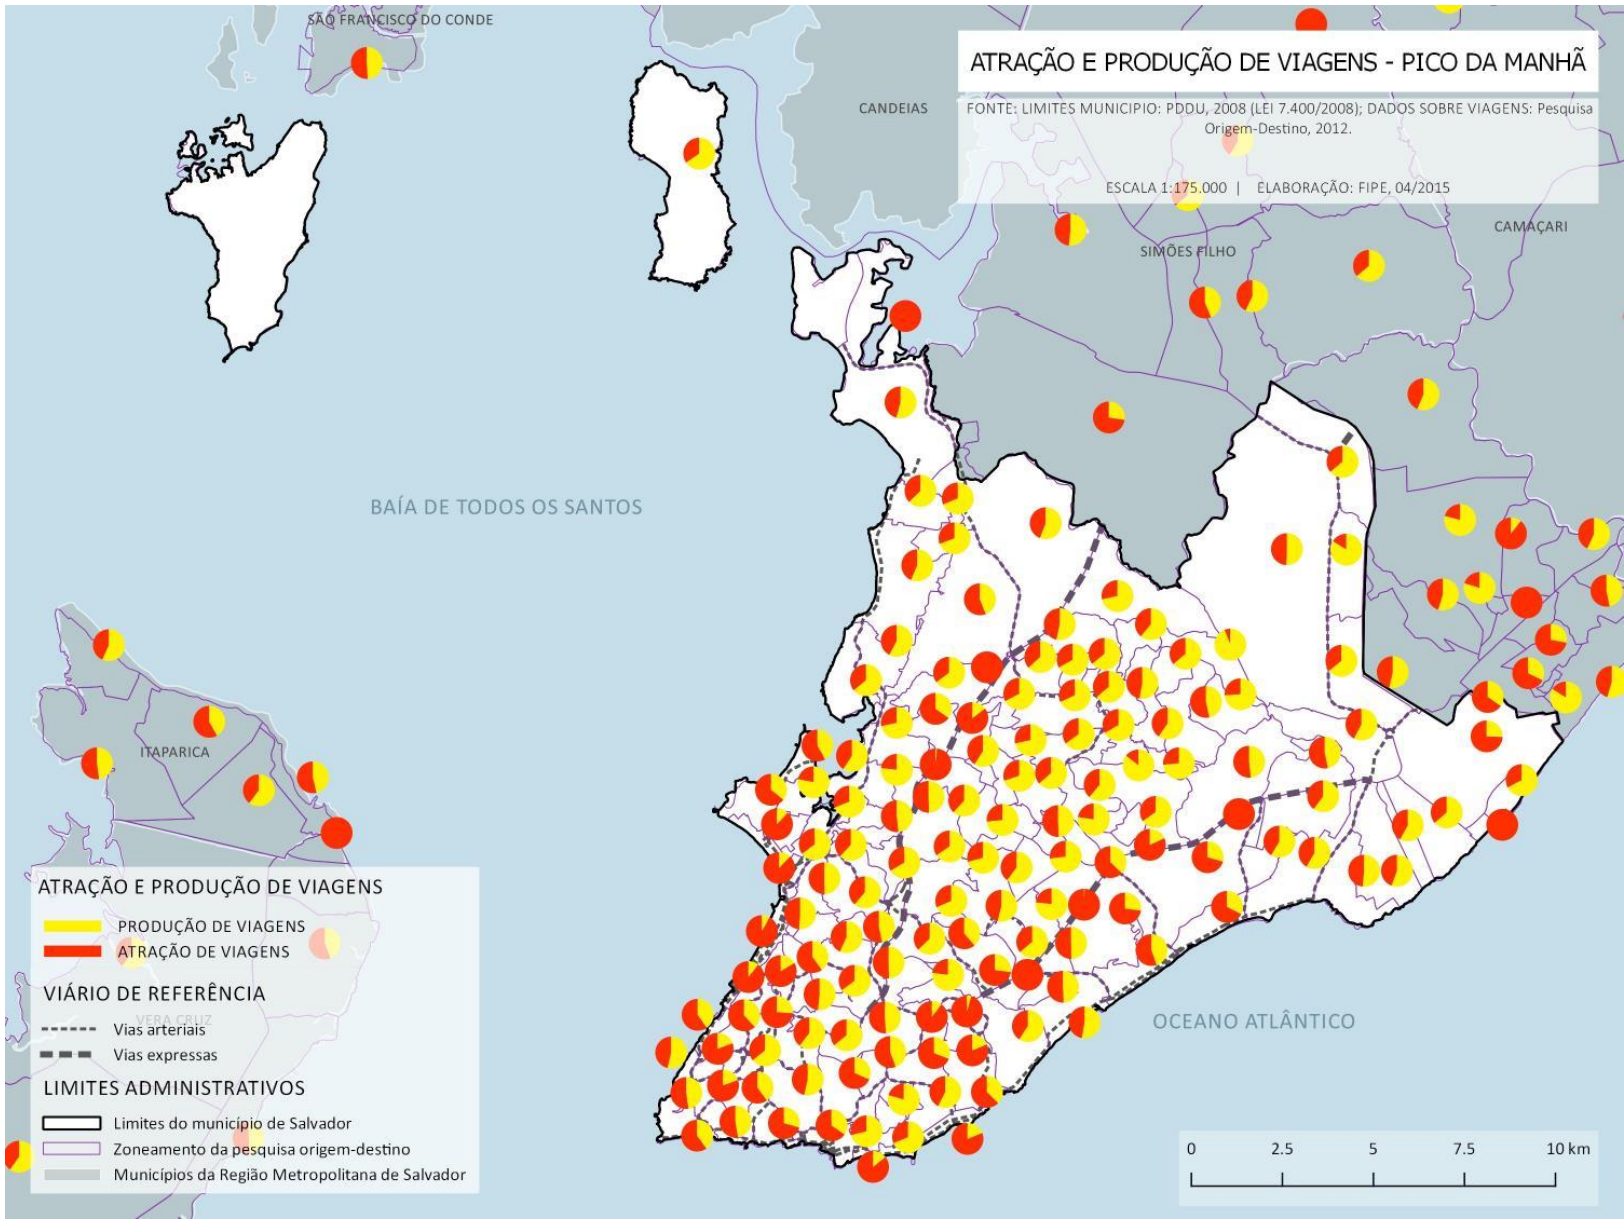 SÃO FRANCISCO DO CONDE
ATRAÇÃO E PRODUÇÃO DE VIAGENS - PICO DA MANHÃ
FONTE: LIMITES MUNICIPIO: PDDU, 2008 (LEI 7.400/2008); DADOS SOBRE VIAGENS: Pesquisa
Origem-Destino, 2012.
ESCALA 1:175.000 | ELABORAÇÃO: FIPE, 04/2015
CANDEIAS
CAMAÇARI
SIMÕES FILHO
BAÍA DE TODOS OS SANTOS
ITAPARICA
OCEANO ATLÂNTICO
ATRAÇÃO E PRODUÇÃO DE VIAGENS
PRODUÇÃO DE VIAGENS
ATRAÇÃO DE VIAGENS
VIÁRIO DE REFERÊNCIA
VERA CRUZ
Vias arteriais
Vias expressas
LIMITES ADMINISTRATIVOS
Limites do município de Salvador
Zoneamento da pesquisa origem-destino
Municípios da Região Metropolitana de Salvador
0 2.5 5 7.5 10 km